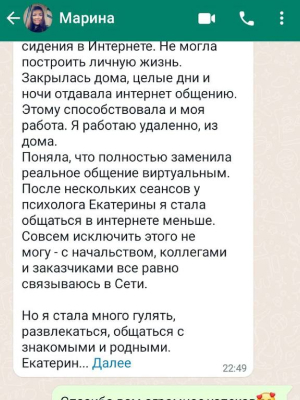 Марина
сидения в Интернете. Не могла
построить личную жизнь.
Закрылась дома, целые дни и
ночи отдавала интернет общению.
Этому способствовала и моя
работа. Я работаю удаленно, из
дома.
Поняла, что полностью заменила
реальное общение виртуальным.
После нескольких сеансов у
психолога Екатерины я стала
общаться в интернете меньше.
Совсем исключить этого не
могу - с начальством, коллегами
и заказчиками все равно
связываюсь в Сети.
Но я стала много гулять,
развлекаться, общаться с
знакомыми и родными.
Екатерин... Далее
22:49